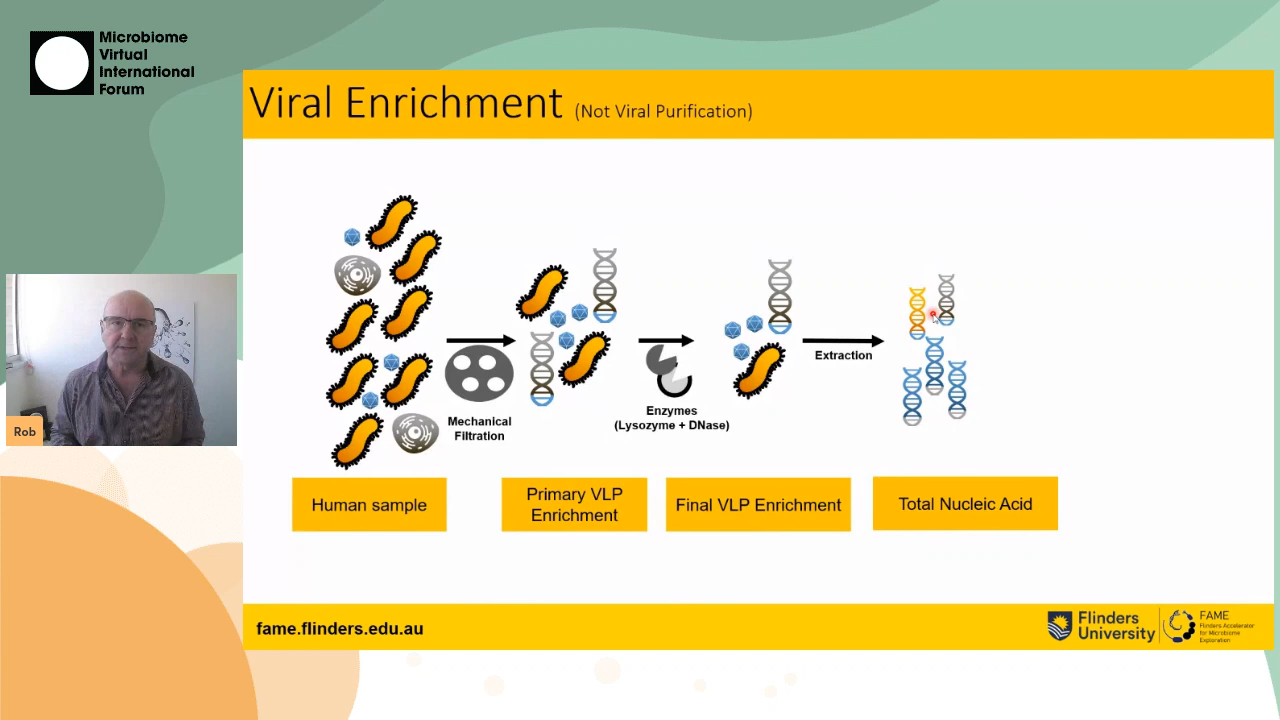 Microbiome
Virtual
International
Forum
Viral Enrichment (Not Viral Purification)
Mechanical
Filtration
Enzymes
(Lysozyme + DNase)
Extraction
Human sample
Primary VLP
Enrichment
Final VLP Enrichment
Total Nucleic Acid
Rob
fame.flinders.edu.au
Flinders
University
FAME
Flinders Accelerator
for Microbiome
Exploration